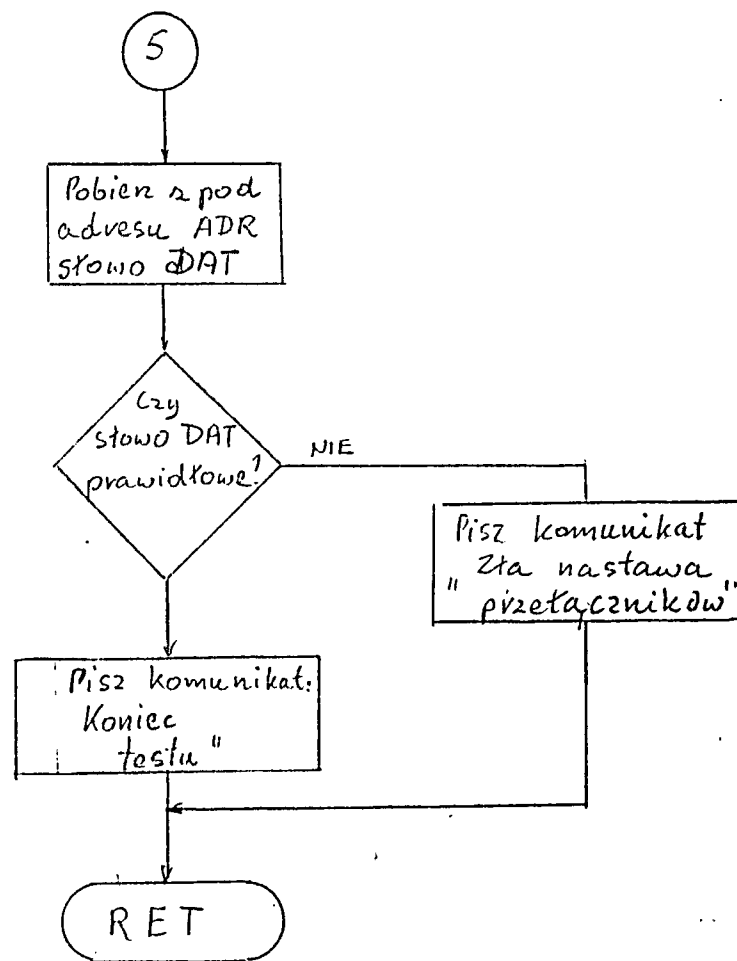 5
Pobierz z pod
adresu ADR
słowo DAT
Czy
słowo DAT
prawidłowe?
NIE
Pisz komunikat
" Zła nastawa
przełączników"
Pisz komunikat:
Koniec
testu"
RET